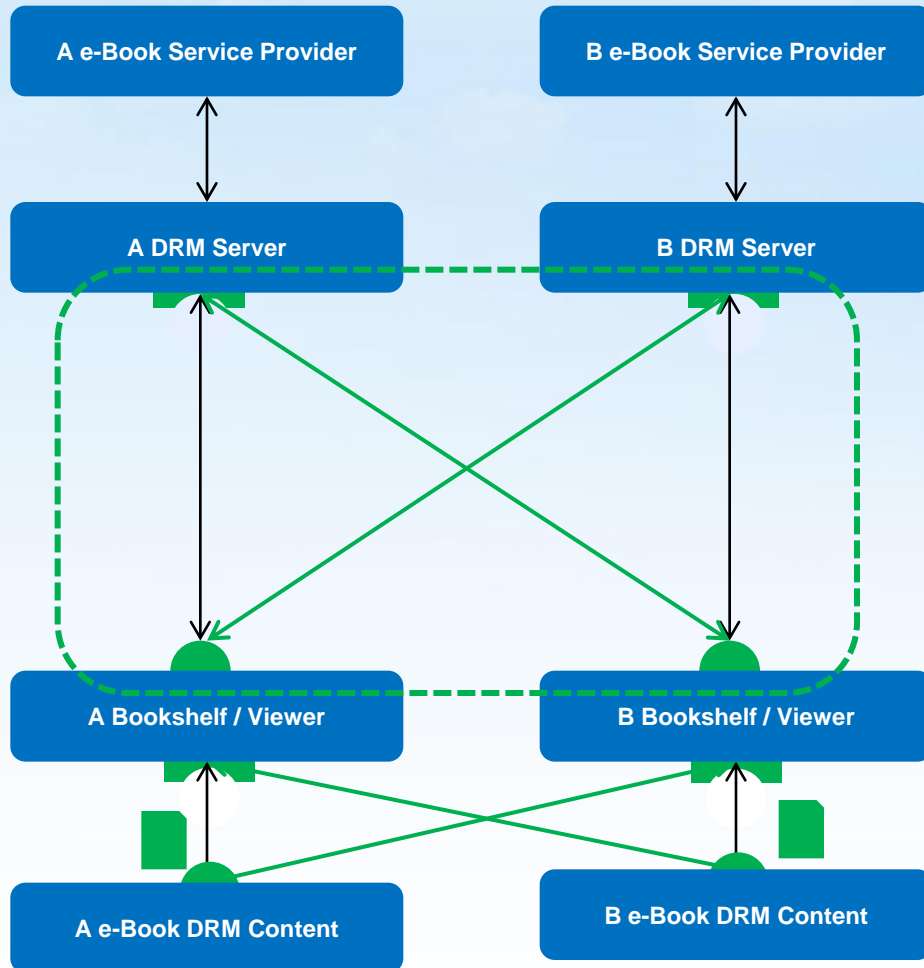 A e-Book Service Provider
B e-Book Service Provider
A DRM Server
B DRM Server
A Bookshelf / Viewer
B Bookshelf / Viewer
A e-Book DRM Content
B e-Book DRM Content